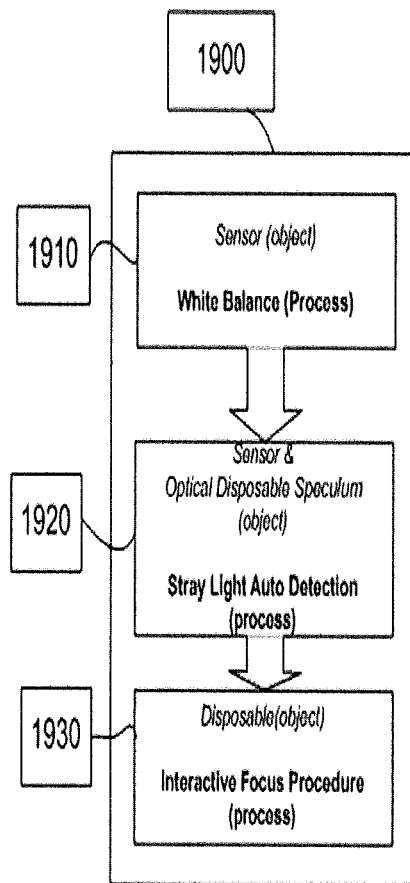 1900
1910
Sensor (object)
White Balance (Process)
1920
Sensor &
Optical Disposable Speculum
(object)
Stray Light Auto Detection
(process)
1930
Disposable(object)
Interactive Focus Procedure
(process)